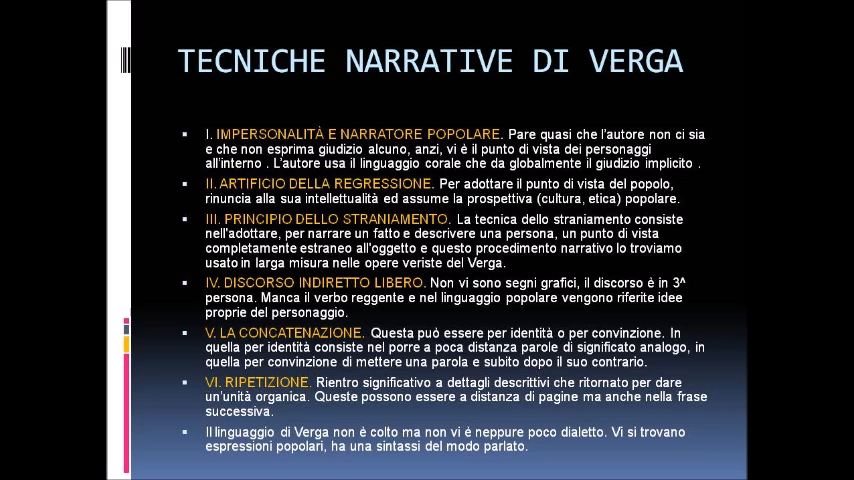 TECNICHE NARRATIVE DI VERGA
I. IMPERSONALITÀ E NARRATORE POPOLARE. Pare quasi che l'autore non ci sia
e che non esprima giudizio alcuno, anzi, vi è il punto di vista dei personaggi
all'interno . L'autore usa il linguaggio corale che da globalmente il giudizio implicito .
II. ARTIFICIO DELLA REGRESSIONE. Per adottare il punto di vista del popolo,
rinuncia alla sua intellettualità ed assume la prospettiva (cultura, etica) popolare.
III. PRINCIPIO DELLO STRANIAMENTO. La tecnica dello straniamento consiste
nell'adottare, per narrare un fatto e descrivere una persona, un punto di vista
completamente estraneo all'oggetto e questo procedimento narrativo lo troviamo
usato in larga misura nelle opere veriste del Verga.
IV. DISCORSO INDIRETTO LIBERO. Non vi sono segni grafici, il discorso è in 3^
persona. Manca il verbo reggente e nel linguaggio popolare vengono riferite idee
proprie del personaggio.
V. LA CONCATENAZIONE. Questa può essere per identità o per convinzione. In
quella per identità consiste nel porre a poca distanza parole di significato analogo, in
quella per convinzione di mettere una parola e subito dopo il suo contrario.
VI. RIPETIZIONE. Rientro significativo a dettagli descrittivi che ritornato per dare
un'unità organica. Queste possono essere a distanza di pagine ma anche nella frase
successiva.
Il linguaggio di Verga non è colto ma non vi è neppure poco dialetto. Vi si trovano
espressioni popolari, ha una sintassi del modo parlato.